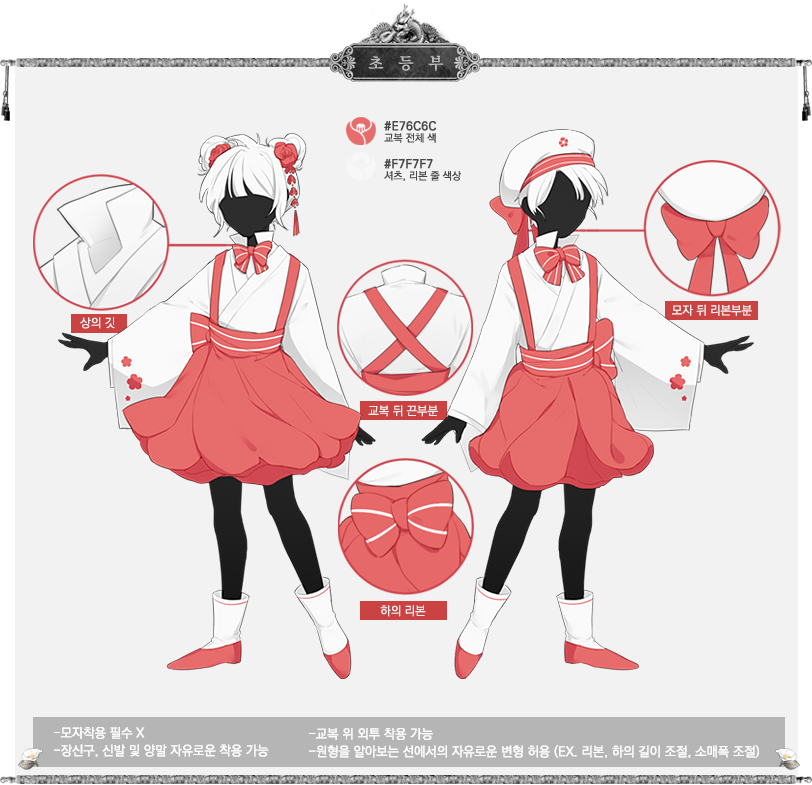 초등부
#E76C6C
교복 전체 색
#F7F7F7
셔츠, 리본 줄 색상
상의 깃
모자 뒤 리본부분
교복 뒤 끈부분
하의 리본
-모자착용 필수 X
-장신구, 신발 및 양말 자유로운 착용 가능
-교복 위 외투 착용 가능
-원형을 알아보는 선에서의 자유로운 변형 허용 (EX. 리본, 하의 길이 조절, 소매폭 조절)